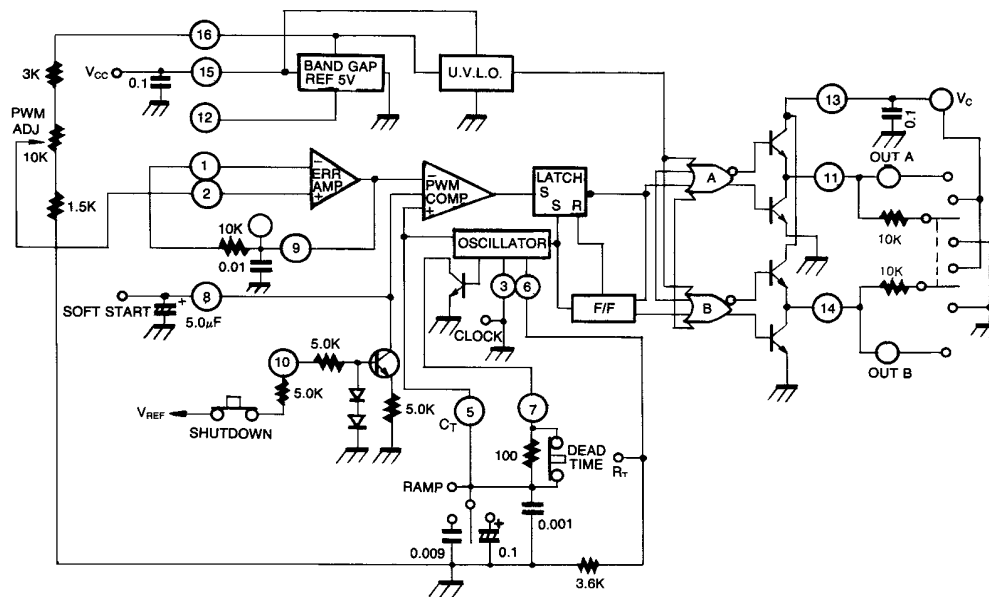 16
BAND GAP
REF 5V
U.V.L.O.
3K
VCC
0.1
15
12
13
VC
0.1
PWM
ADJ
10K
1
2
−
ERR
AMP
+
−
PWM
COMP
+
LATCH
S
S R
A
OUT A
11
1.5K
10K
0.01
9
OSCILLATOR
10K
3
6
10K
SOFT START
8
+
5.0μF
CLOCK
F/F
B
14
OUT B
10
5.0K
5.0K
5.0K
VREF
SHUTDOWN
5
CT
7
100
DEAD
TIME
RT
RAMP
0.009
+
0.1
0.001
3.6K